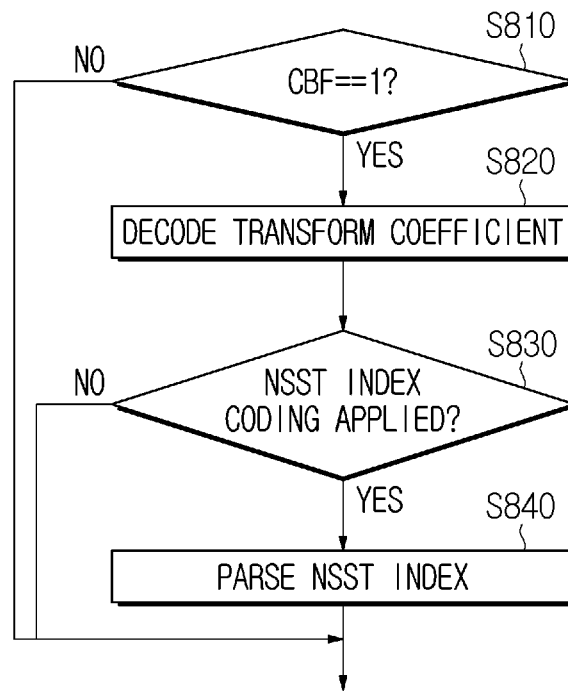 S810
NO
CBF==1?
YES
S820
DECODE TRANSFORM COEFFICIENT
S830
NO
NSST INDEX
CODING APPLIED?
YES
S840
PARSE NSST INDEX